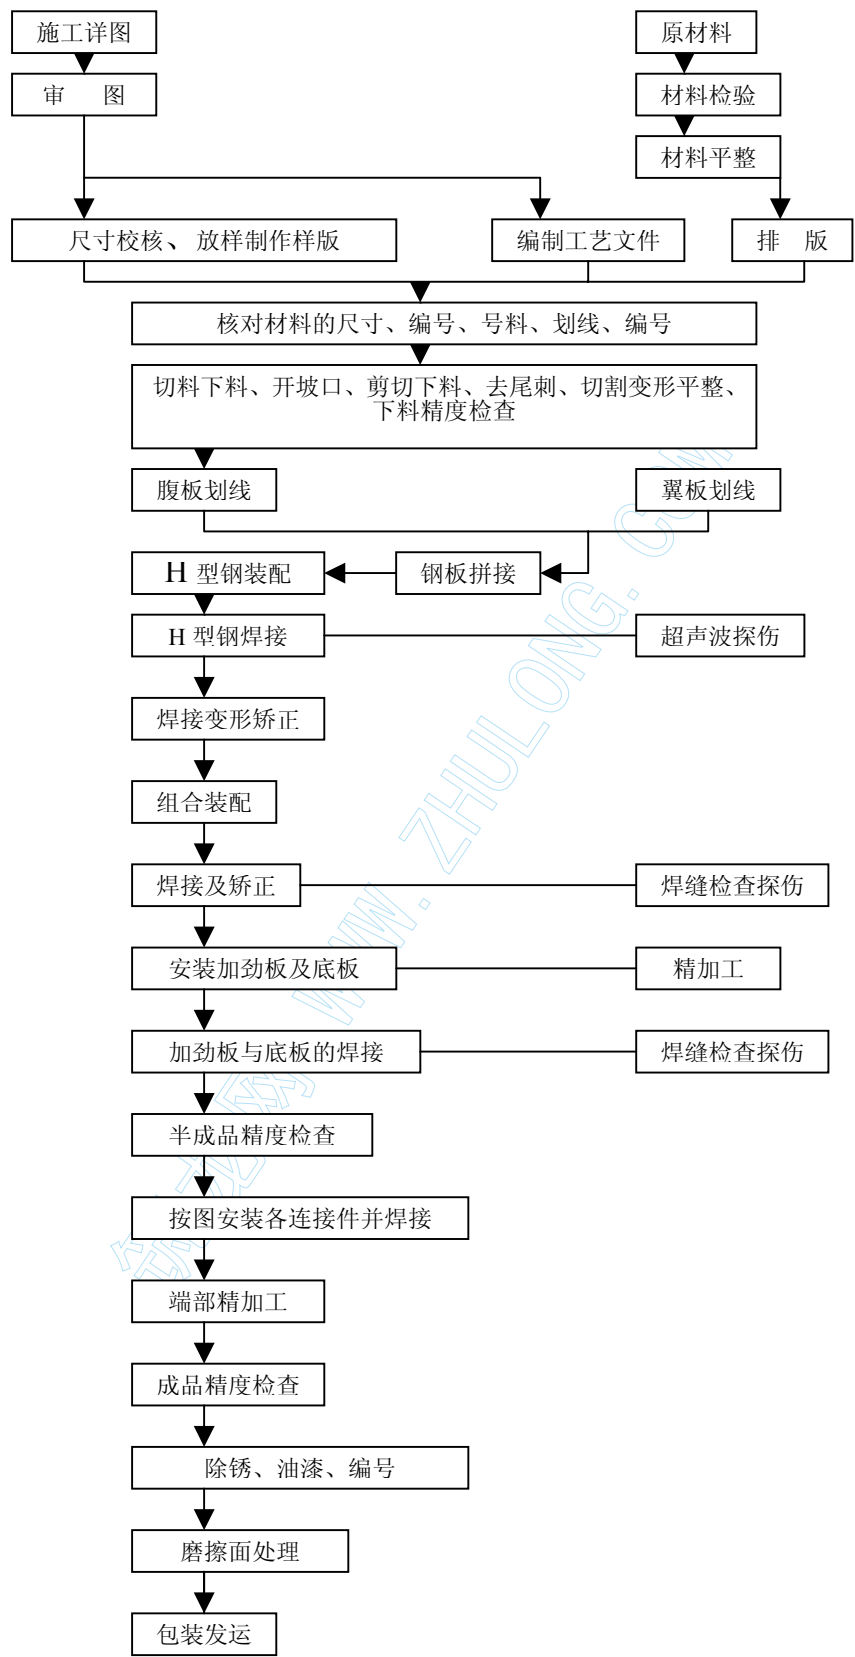 施工详图
原材料
审 图
材料检验
材料平整
尺寸校核、放样制作样版
编制工艺文件
排 版
核对材料的尺寸、编号、号料、划线、编号
切料下料、开坡口、剪切下料、去尾刺、切割变形平整、
下料精度检查
腹板划线
翼板划线
H 型钢装配
钢板拼接
H 型钢焊接
超声波探伤
焊接变形矫正
组合装配
焊接及矫正
焊缝检查探伤
安装加劲板及底板
精加工
加劲板与底板的焊接
焊缝检查探伤
半成品精度检查
按图安装各连接件并焊接
端部精加工
成品精度检查
除锈、油漆、编号
磨擦面处理
包装发运
筑龙网 WWW.ZHULONG.COM